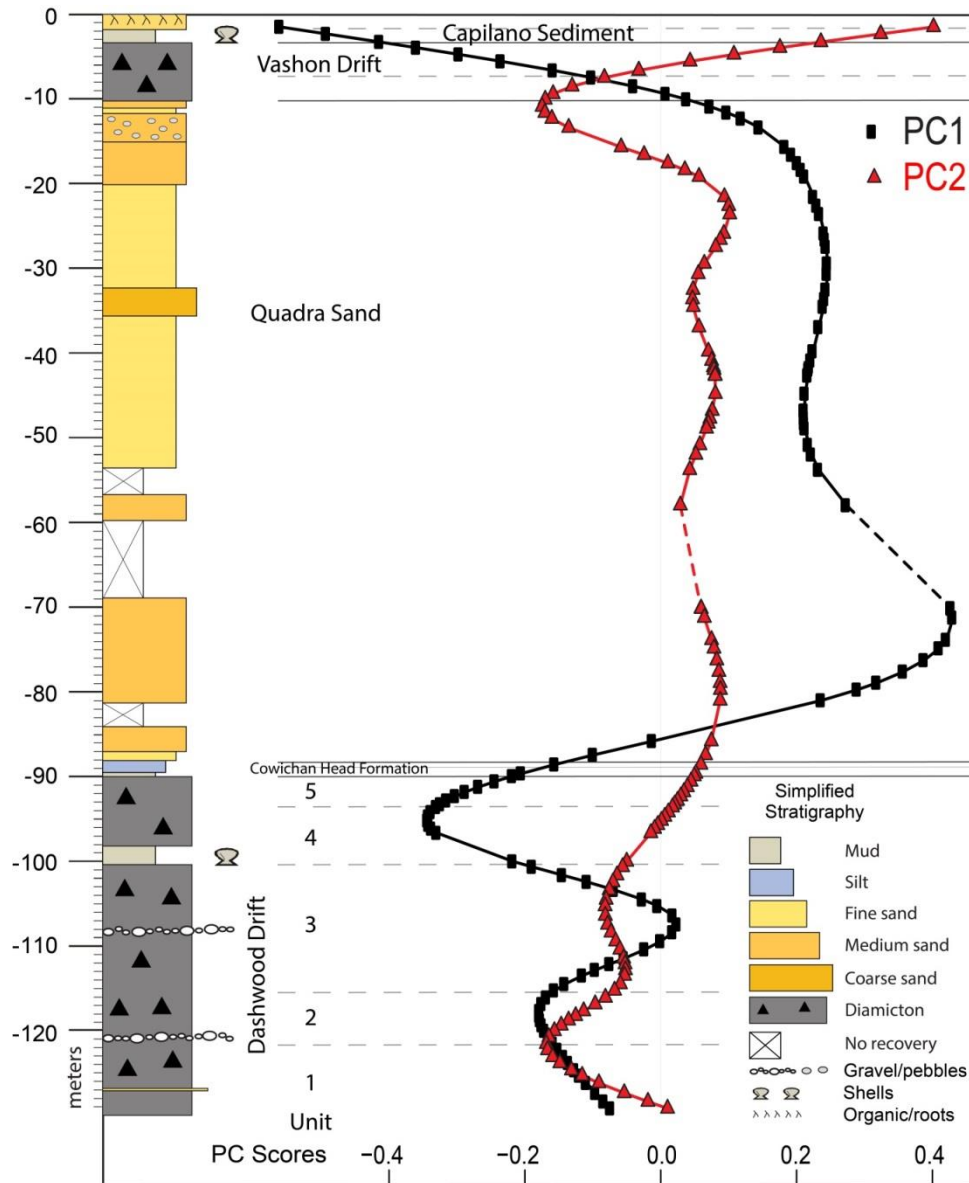 0
-10
-20
-30
-40
-50
-60
-70
-80
-90
-100
-110
-120
meters
Capilano Sediment
Vashon Drift
PC1
PC2
Quadra Sand
Cowichan Head Formation
5
4
3
2
1
Dashwood Drift
Unit
Simplified
Stratigraphy
Mud
Silt
Fine sand
Medium sand
Coarse sand
Diamicton
No recovery
Gravel/pebbles
Shells
Organic/roots
PC Scores
−0.4
−0.2
0.0
0.2
0.4